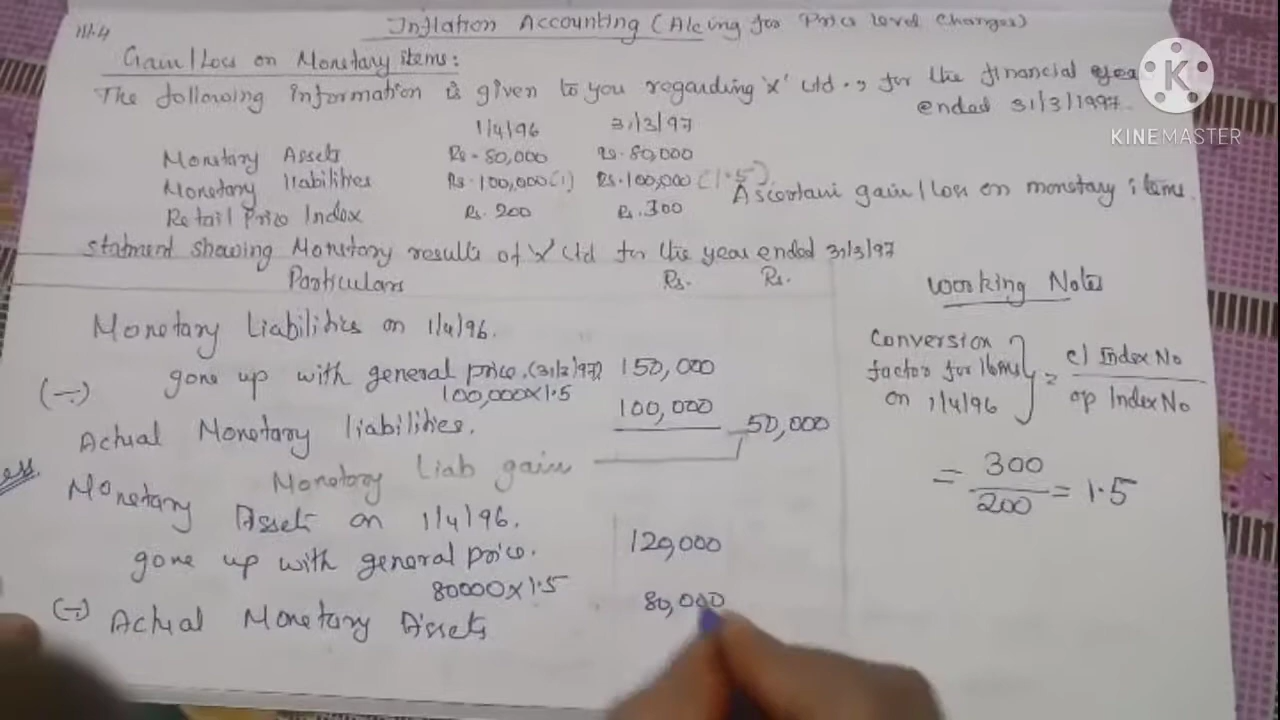 Ill-4
Inflation Accounting (A/c ing for Price level Changes)
Gain/Loss on Monetary items:
The following information is given to you regarding 'X' Ltd., for the financial yea
ended 31/3/1997.
K
KINEMASTER
1/4/96 31/3/97
Monetary Assets Rs. 80,000 Rs. 80,000
Monetary liabilities Rs. 100,000 (1) Rs. 100,000 (1.5)
Ascertain gain/Loss on monetary items.
Retail Price Index Rs. 200 Rs. 300
Statment showing Monetary results of 'X' Ltd for the year ended 31/3/97
Particulars Rs. Rs.
Monetary Liabilities on 1/4/96.
gone up with general price. (31/3/97) 150,000
100,000 x 1.5
(-) Actual Monetary liabilities. 100,000 50,000
Monetary Liab gain
Monetary Assets on 1/4/96.
gone up with general price. 120,000
80000 x 1.5
(-) Actual Monetary Assets 80,000
Working Notes
Conversion factor for items on 1/4/96 } = cl Index No / op Index No
= 300/200 = 1.5